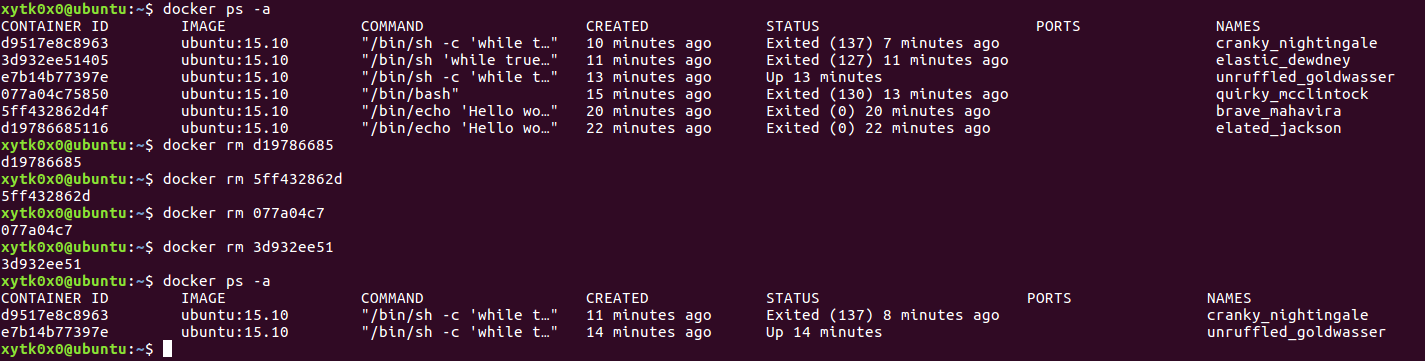 xytk0x0@ubuntu:~$ docker ps -a
CONTAINER ID        IMAGE               COMMAND                  CREATED             STATUS                        PORTS               NAMES
d9517e8c8963        ubuntu:15.10        "/bin/sh -c 'while t…"   10 minutes ago      Exited (137) 7 minutes ago                        cranky_nightingale
3d932ee51405        ubuntu:15.10        "/bin/sh 'while true…"   11 minutes ago      Exited (127) 11 minutes ago                       elastic_dewdney
e7b14b77397e        ubuntu:15.10        "/bin/sh -c 'while t…"   13 minutes ago      Up 13 minutes                                     unruffled_goldwasser
077a04c75850        ubuntu:15.10        "/bin/bash"              15 minutes ago      Exited (130) 13 minutes ago                       quirky_mcclintock
5ff432862d4f        ubuntu:15.10        "/bin/echo 'Hello wo…"   20 minutes ago      Exited (0) 20 minutes ago                         brave_mahavira
d19786685116        ubuntu:15.10        "/bin/echo 'Hello wo…"   22 minutes ago      Exited (0) 22 minutes ago                         elated_jackson
xytk0x0@ubuntu:~$ docker rm d19786685
d19786685
xytk0x0@ubuntu:~$ docker rm 5ff432862d
5ff432862d
xytk0x0@ubuntu:~$ docker rm 077a04c7
077a04c7
xytk0x0@ubuntu:~$ docker rm 3d932ee51
3d932ee51
xytk0x0@ubuntu:~$ docker ps -a
CONTAINER ID        IMAGE               COMMAND                  CREATED             STATUS                       PORTS               NAMES
d9517e8c8963        ubuntu:15.10        "/bin/sh -c 'while t…"   11 minutes ago      Exited (137) 8 minutes ago                       cranky_nightingale
e7b14b77397e        ubuntu:15.10        "/bin/sh -c 'while t…"   14 minutes ago      Up 14 minutes                                    unruffled_goldwasser
xytk0x0@ubuntu:~$